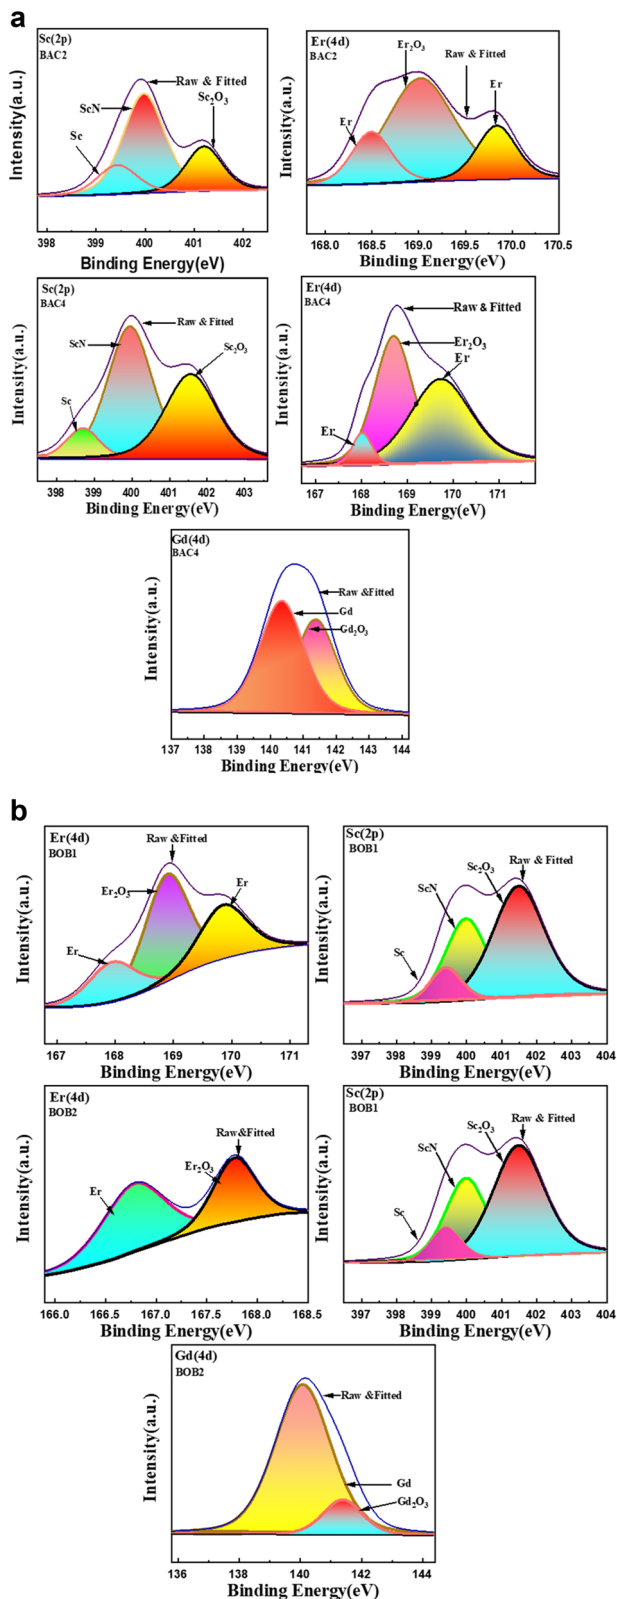 a
Sc(2p)
BAC2
Raw & Fitted
ScN
Sc₂O₃
Sc
Intensity(a.u.)
398 399 400 401 402
Binding Energy(eV)
Er(4d)
BAC2
Er₂O₃
Raw & Fitted
Er
Er
Intensity(a.u.)
168.0 168.5 169.0 169.5 170.0 170.5
Binding Energy(eV)
Sc(2p)
BAC4
Raw & Fitted
ScN
Sc₂O₃
Sc
Intensity(a.u.)
398 399 400 401 402 403
Binding Energy(eV)
Er(4d)
BAC4
Raw & Fitted
Er₂O₃
Er
Er
Intensity(a.u.)
167 168 169 170 171
Binding Energy(eV)
Gd(4d)
BAC4
Raw &Fitted
Gd
Gd₂O₃
Intensity(a.u.)
137 138 139 140 141 142 143 144
Binding Energy(eV)
b
Er(4d)
BOB1
Raw &Fitted
Er₂O₃
Er
Er
Intensity(a.u.)
167 168 169 170 171
Binding Energy(eV)
Sc(2p)
BOB1
Raw & Fitted
Sc₂O₃
ScN
Sc
Intensity(a.u.)
397 398 399 400 401 402 403 404
Binding Energy(eV)
Er(4d)
BOB2
Raw&Fitted
Er₂O₃
Er
Intensity(a.u.)
166.0 166.5 167.0 167.5 168.0 168.5
Binding Energy(eV)
Sc(2p)
BOB1
Raw & Fitted
Sc₂O₃
ScN
Sc
Intensity(a.u.)
397 398 399 400 401 402 403 404
Binding Energy(eV)
Gd(4d)
BOB2
Raw &Fitted
Gd
Gd₂O₃
Intensity(a.u.)
136 138 140 142 144
Binding Energy(eV)